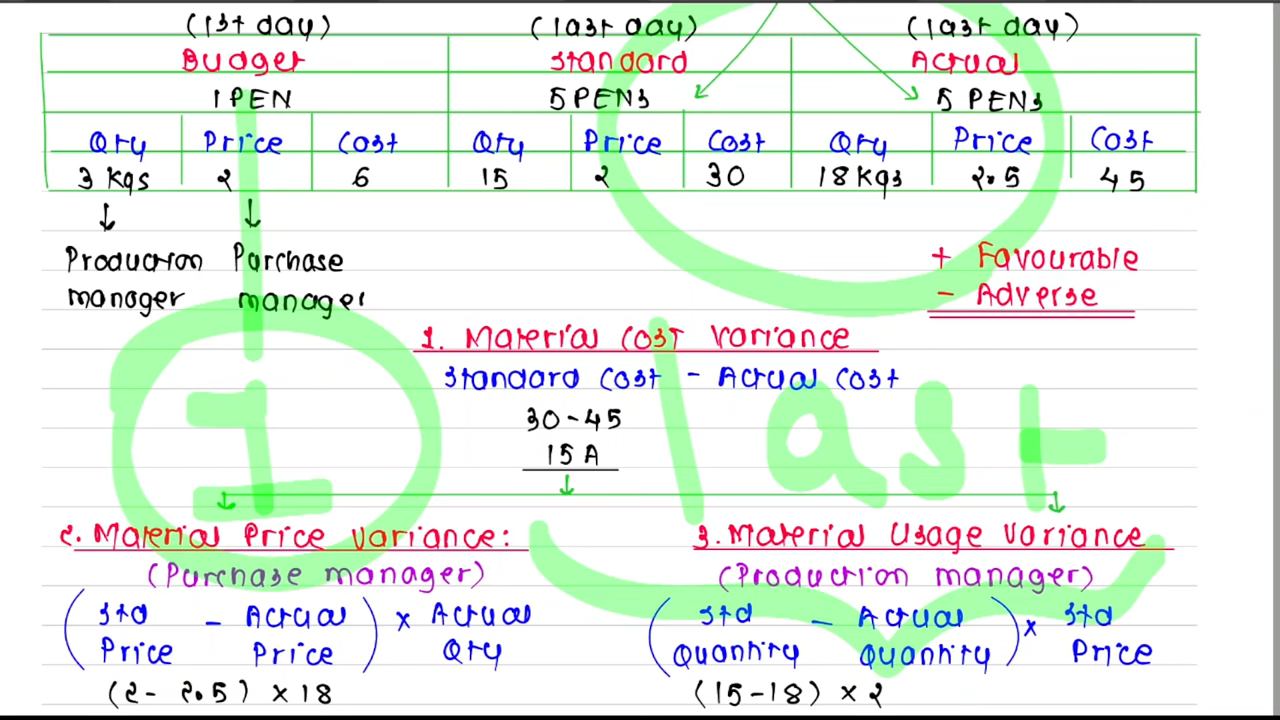 (1st day) (last day) (last day)
Budget Standard Actual
1 PEN 5 PENs 5 PENs
Qty Price Cost Qty Price Cost Qty Price Cost
3 Kgs 2 6 15 2 30 18 Kgs 2.5 45
↓ ↓
Production Purchase
manager manager
+ Favourable
- Adverse
1. Material Cost Variance
Standard Cost - Actual Cost
30-45
15 A
1 last
2. Material Price Variance: 3. Material Usage Variance
(Purchase manager) (Production manager)
(Std Price - Actual Price) × Actual Qty (Std Quantity - Actual Quantity) × Std Price
(2 - 2.5) × 18 (15-18) × 2